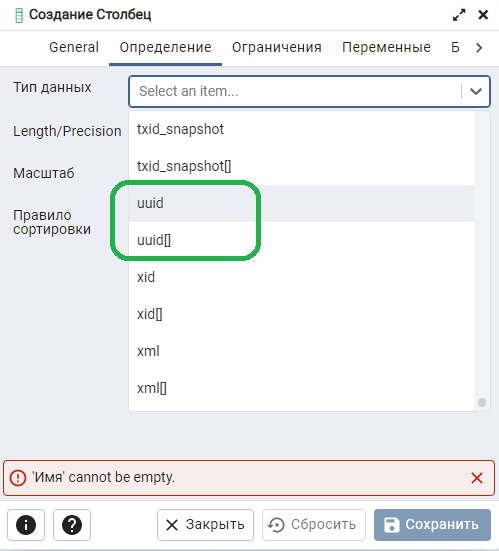 Создание Столбец
General Определение Ограничения Переменные Б
Тип данных Select an item...
Length/Precision txid_snapshot
txid_snapshot[]
Масштаб
uuid
Правило
сортировки
uuid[]
xid
xid[]
xml
xml[]
'Имя' cannot be empty.
Закрыть Сбросить Сохранить